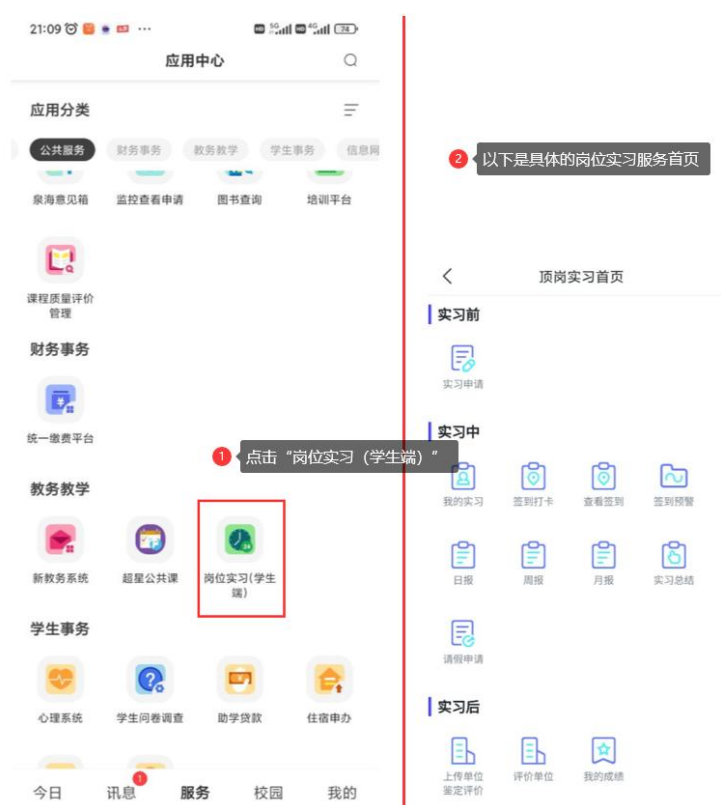 21:09
5G
4G
74
应用中心
应用分类
公共服务
财务事务
教务教学
学生事务
信息网
泉海意见箱
监控查看申请
图书查询
培训平台
课程质量评价
管理
财务事务
统一缴费平台
1 点击“岗位实习（学生端）”
教务教学
新教务系统
超星公共课
岗位实习(学生
端)
学生事务
心理系统
学生问卷调查
助学贷款
住宿申办
1
今日
讯息
服务
校园
我的
2 以下是具体的岗位实习服务首页
顶岗实习首页
实习前
实习申请
实习中
我的实习
签到打卡
查看签到
签到预警
日报
周报
月报
实习总结
请假申请
实习后
上传单位
鉴定评价
评价单位
我的成绩